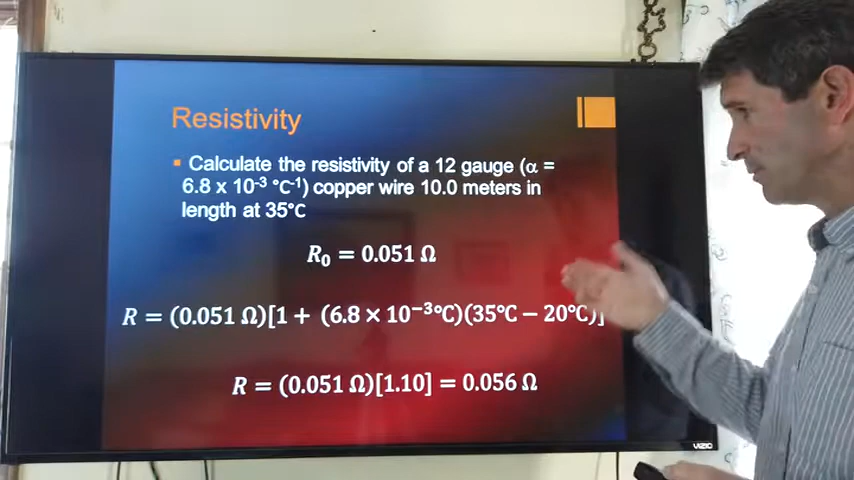 Resistivity
▪ Calculate the resistivity of a 12 gauge (α =
6.8 x 10⁻³ °C⁻¹) copper wire 10.0 meters in
length at 35°C
R₀ = 0.051 Ω
R = (0.051 Ω)[1 + (6.8 × 10⁻³°C)(35°C − 20°C)]
R = (0.051 Ω)[1.10] = 0.056 Ω
VIZIO